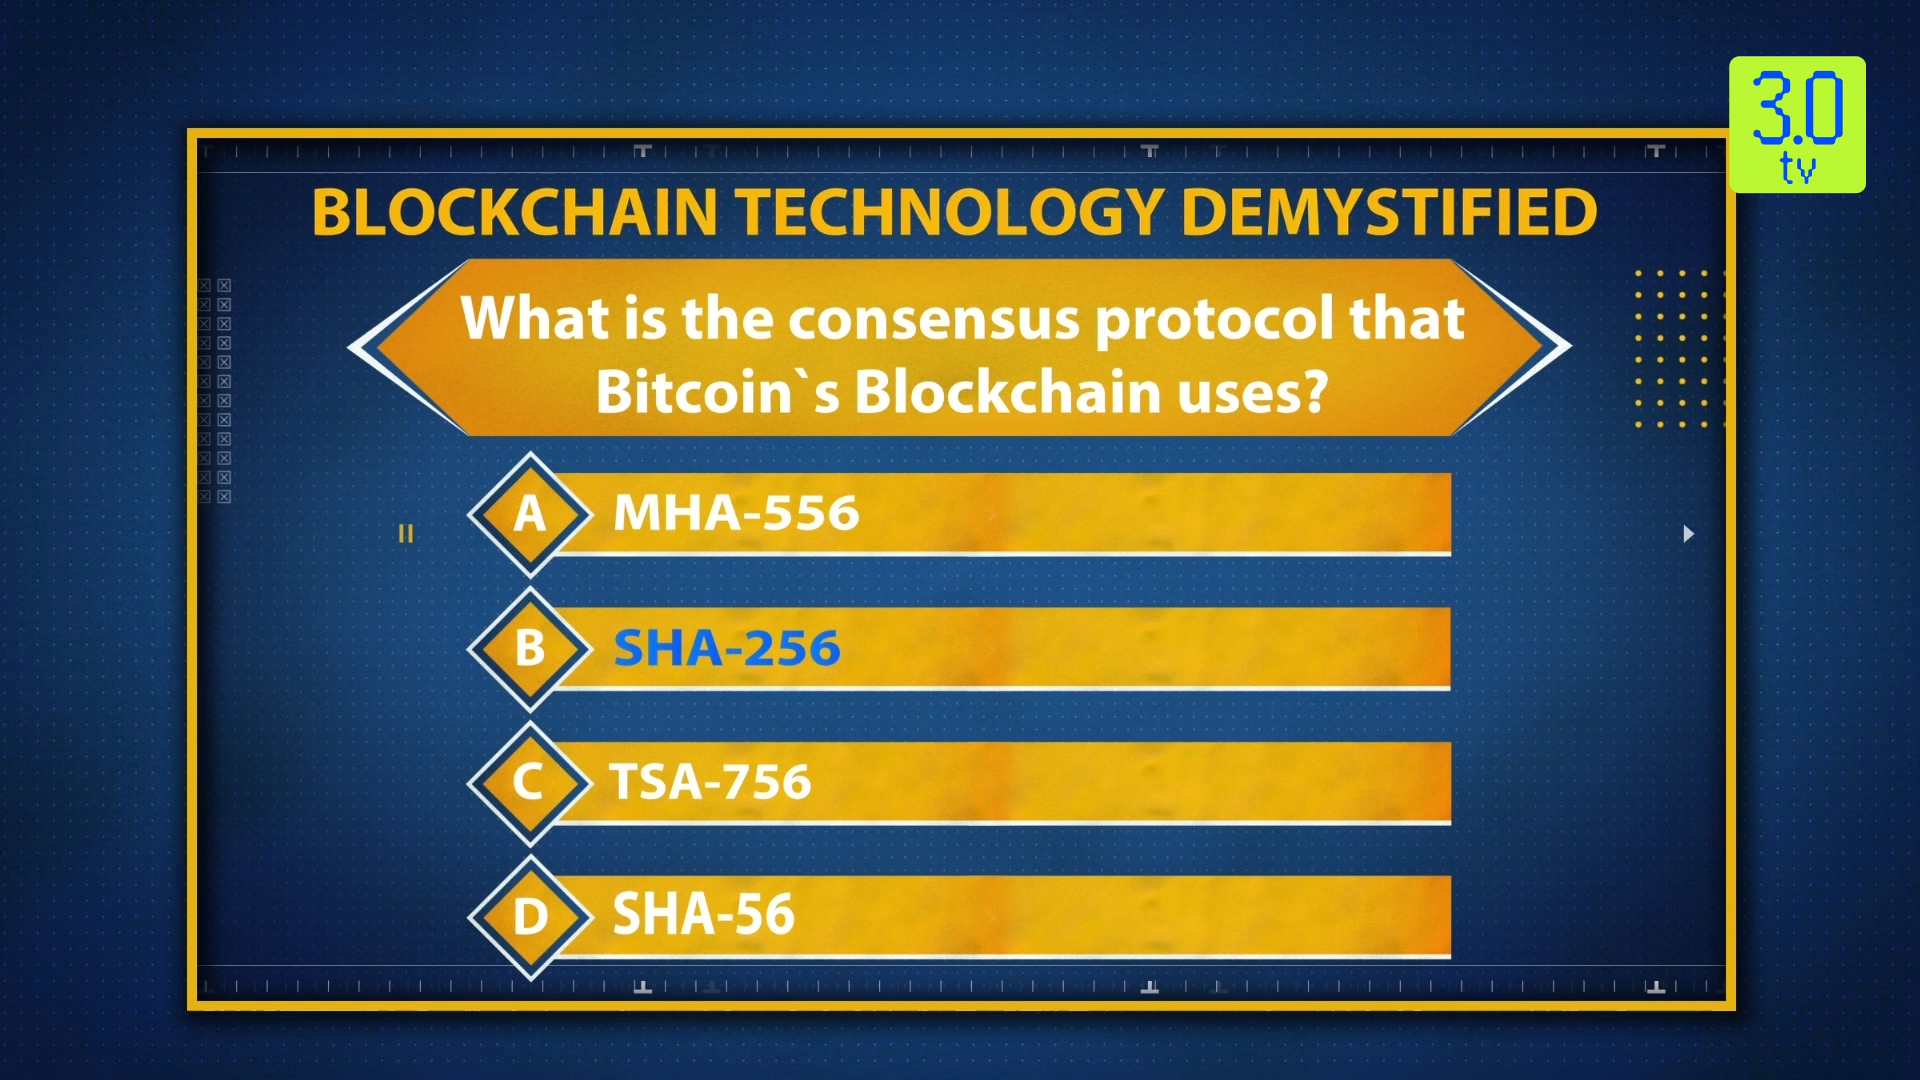 3.0
tv
BLOCKCHAIN TECHNOLOGY DEMYSTIFIED
What is the consensus protocol that
Bitcoin`s Blockchain uses?
A MHA-556
B SHA-256
C TSA-756
D SHA-56